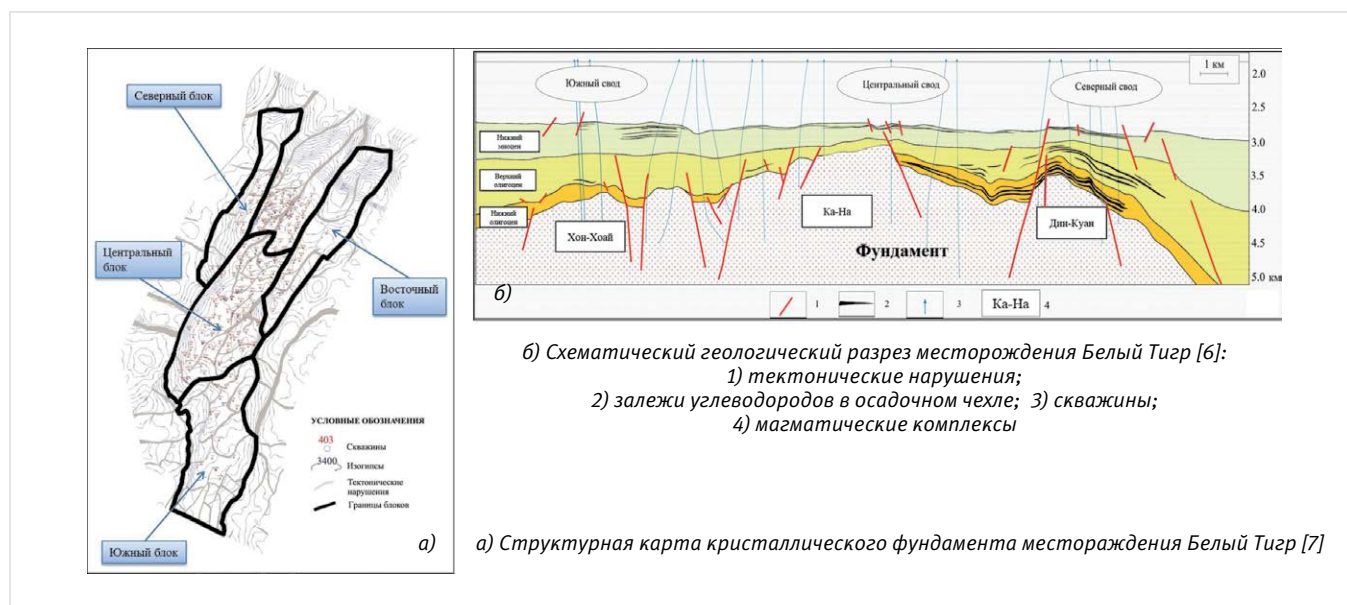 Северный блок
Центральный
блок
Восточный
блок
Южный блок
УСЛОВНЫЕ ОБОЗНАЧЕНИЯ
403
Скважины
3400
Изогипсы
Тектонические
нарушения
Границы блоков
а)
Южный свод
Центральный свод
Северный свод
1 км
2.0
2.5
3.0
3.5
4.0
4.5
5.0 км
Нижний
миоцен
Верхний
олигоцен
Нижний
олигоцен
Хон-Хоай
Ка-На
Дин-Куан
Фундамент
б)
1
2
3
Ка-На
4
б) Схематический геологический разрез месторождения Белый Тигр [6]:
1) тектонические нарушения;
2) залежи углеводородов в осадочном чехле; 3) скважины;
4) магматические комплексы
а) Структурная карта кристаллического фундамента местораждения Белый Тигр [7]